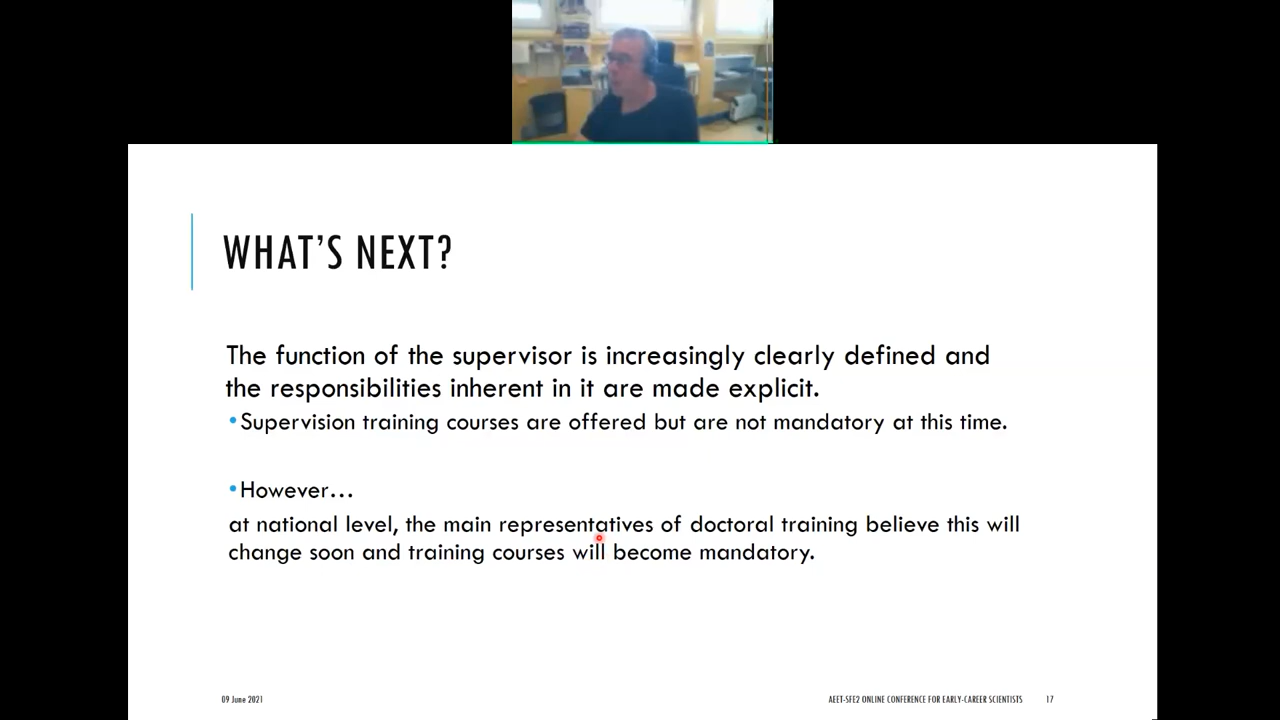 WHAT'S NEXT?
The function of the supervisor is increasingly clearly defined and
the responsibilities inherent in it are made explicit.
•Supervision training courses are offered but are not mandatory at this time.
•However...
at national level, the main representatives of doctoral training believe this will
change soon and training courses will become mandatory.
09 June 2021
AEET-SFE2 ONLINE CONFERENCE FOR EARLY-CAREER SCIENTISTS
17